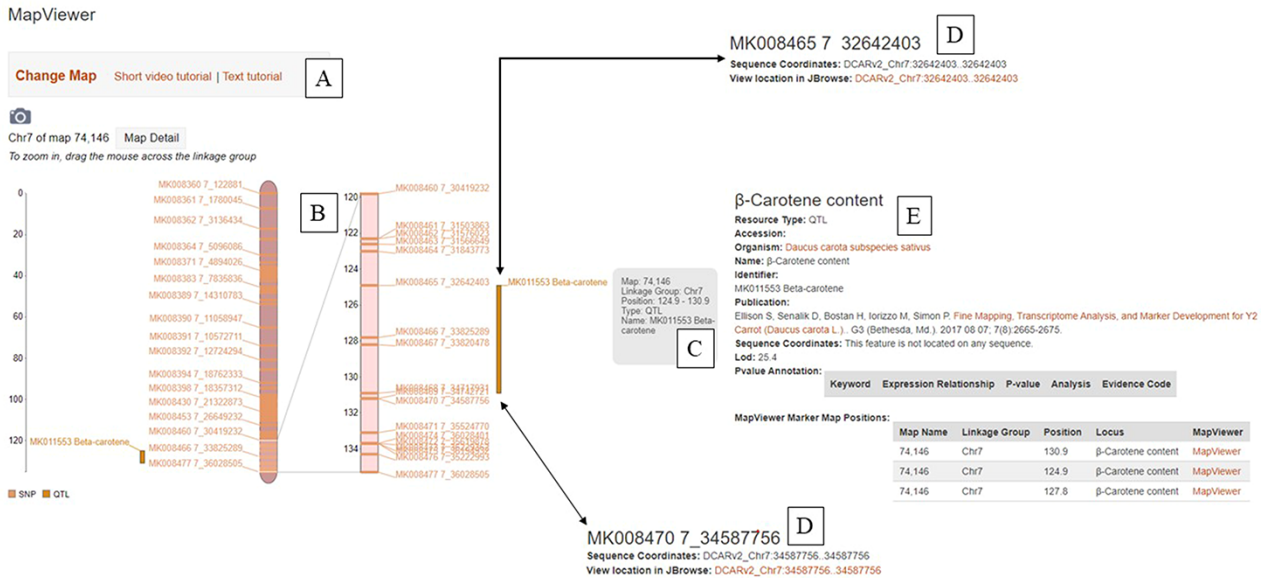 MapViewer
Change Map Short video tutorial | Text tutorial
A
Chr7 of map 74,146 Map Detail
To zoom in, drag the mouse across the linkage group
0
20
40
60
80
100
120
MK008360 7_122881
MK008361 7_1780045
MK008362 7_3136434
MK008364 7_5096086
MK008371 7_4894026
MK008383 7_7835836
MK008389 7_14310783
MK008390 7_11058947
MK008391 7_10572711
MK008392 7_12724294
MK008394 7_18762333
MK008398 7_18357312
MK008430 7_21322873
MK008453 7_26649232
MK008460 7_30419232
MK011553 Beta-carotene
MK008466 7_33825289
MK008477 7_36028505
SNP QTL
B
120
122
124
126
128
130
132
134
MK008460 7_30419232
MK008461 7_31503863
MK008463 7_31566649
MK008464 7_31843773
MK008465 7_32642403
MK008466 7_33825289
MK008467 7_33820478
MK008470 7_34587756
MK008471 7_35524770
MK008477 7_36028505
MK011553 Beta-carotene
Map: 74,146
Linkage Group: Chr7
Position: 124.9 - 130.9
Type: QTL
Name: MK011553 Beta-
carotene
C
MK008465 7_32642403
D
Sequence Coordinates: DCARv2_Chr7:32642403..32642403
View location in JBrowse: DCARv2_Chr7:32642403..32642403
β-Carotene content
E
Resource Type: QTL
Accession:
Organism: Daucus carota subspecies sativus
Name: β-Carotene content
Identifier:
MK011553 Beta-carotene
Publication:
Ellison S, Senalik D, Bostan H, Iorizzo M, Simon P. Fine Mapping, Transcriptome Analysis, and Marker Development for Y2
Carrot (Daucus carota L.).. G3 (Bethesda, Md.). 2017 08 07; 7(8):2665-2675.
Sequence Coordinates: This feature is not located on any sequence.
Lod: 25.4
Pvalue Annotation:
Keyword Expression Relationship P-value Analysis Evidence Code
MapViewer Marker Map Positions:
Map Name Linkage Group Position Locus MapViewer
74,146 Chr7 130.9 β-Carotene content MapViewer
74,146 Chr7 124.9 β-Carotene content MapViewer
74,146 Chr7 127.8 β-Carotene content MapViewer
MK008470 7_34587756
D
Sequence Coordinates: DCARv2_Chr7:34587756..34587756
View location in JBrowse: DCARv2_Chr7:34587756..34587756